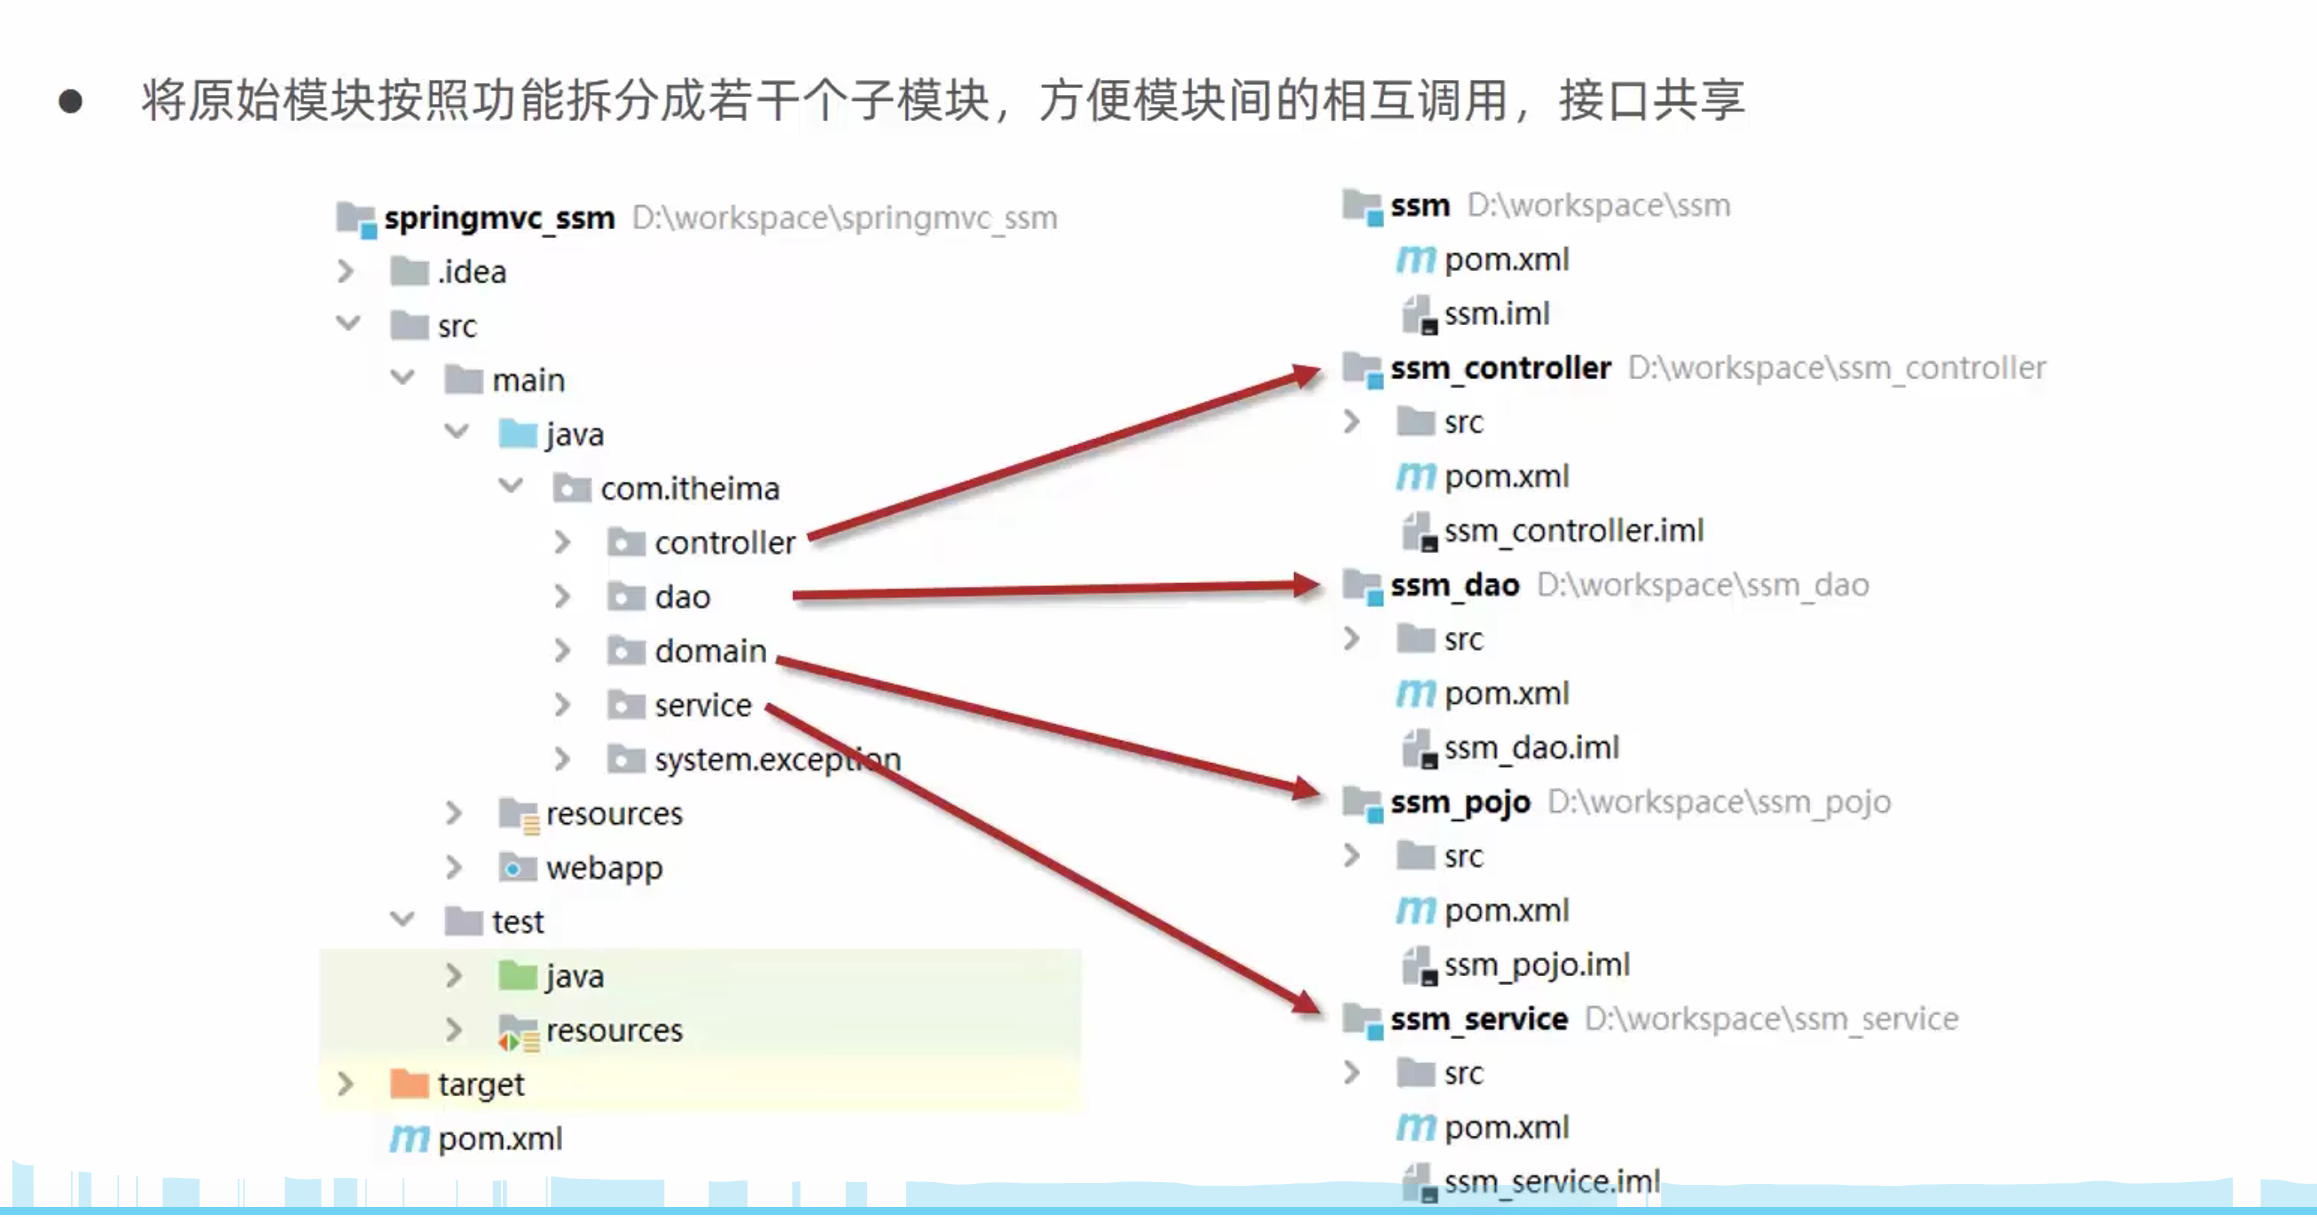 ● 将原始模块按照功能拆分成若干个子模块，方便模块间的相互调用，接口共享
springmvc_ssm D:\workspace\springmvc_ssm
.idea
src
main
java
com.itheima
controller
dao
domain
service
system.exception
resources
webapp
test
java
resources
target
pom.xml
ssm D:\workspace\ssm
pom.xml
ssm.iml
ssm_controller D:\workspace\ssm_controller
src
pom.xml
ssm_controller.iml
ssm_dao D:\workspace\ssm_dao
src
pom.xml
ssm_dao.iml
ssm_pojo D:\workspace\ssm_pojo
src
pom.xml
ssm_pojo.iml
ssm_service D:\workspace\ssm_service
src
pom.xml
ssm_service.iml